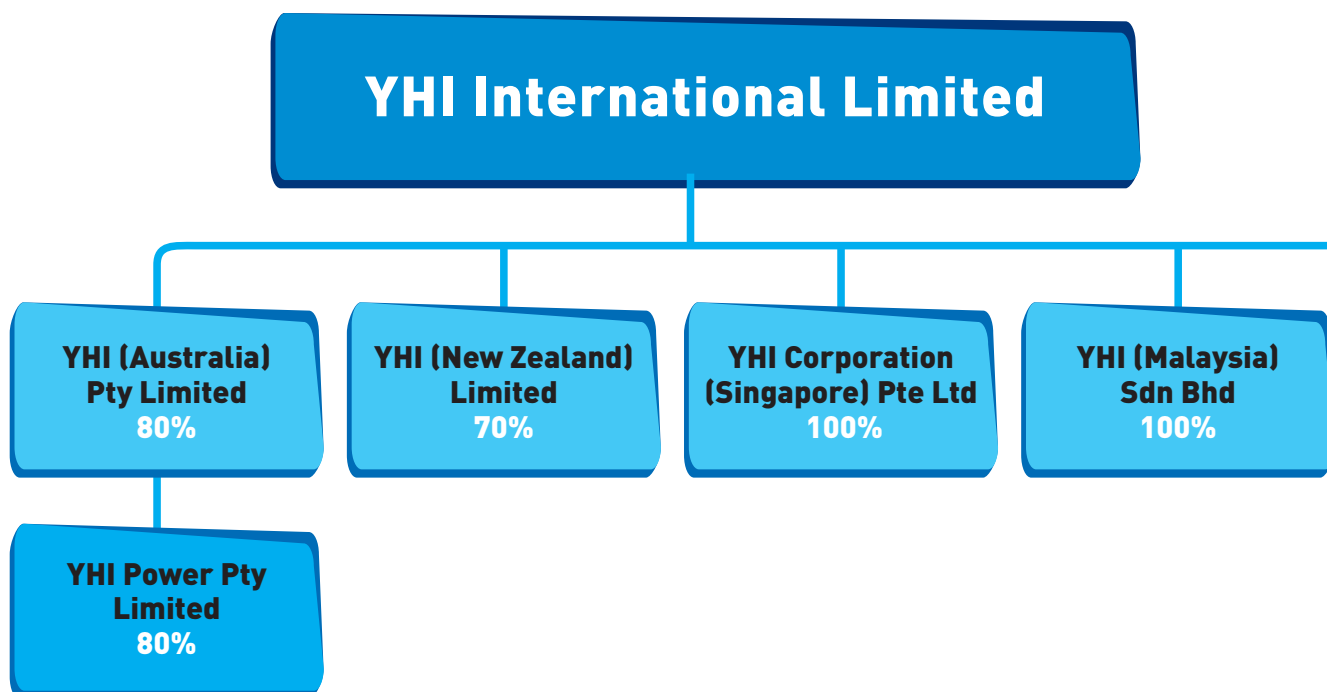 YHI International Limited
YHI (Australia)
Pty Limited
80%
YHI (New Zealand)
Limited
70%
YHI Corporation
(Singapore) Pte Ltd
100%
YHI (Malaysia)
Sdn Bhd
100%
YHI Power Pty
Limited
80%